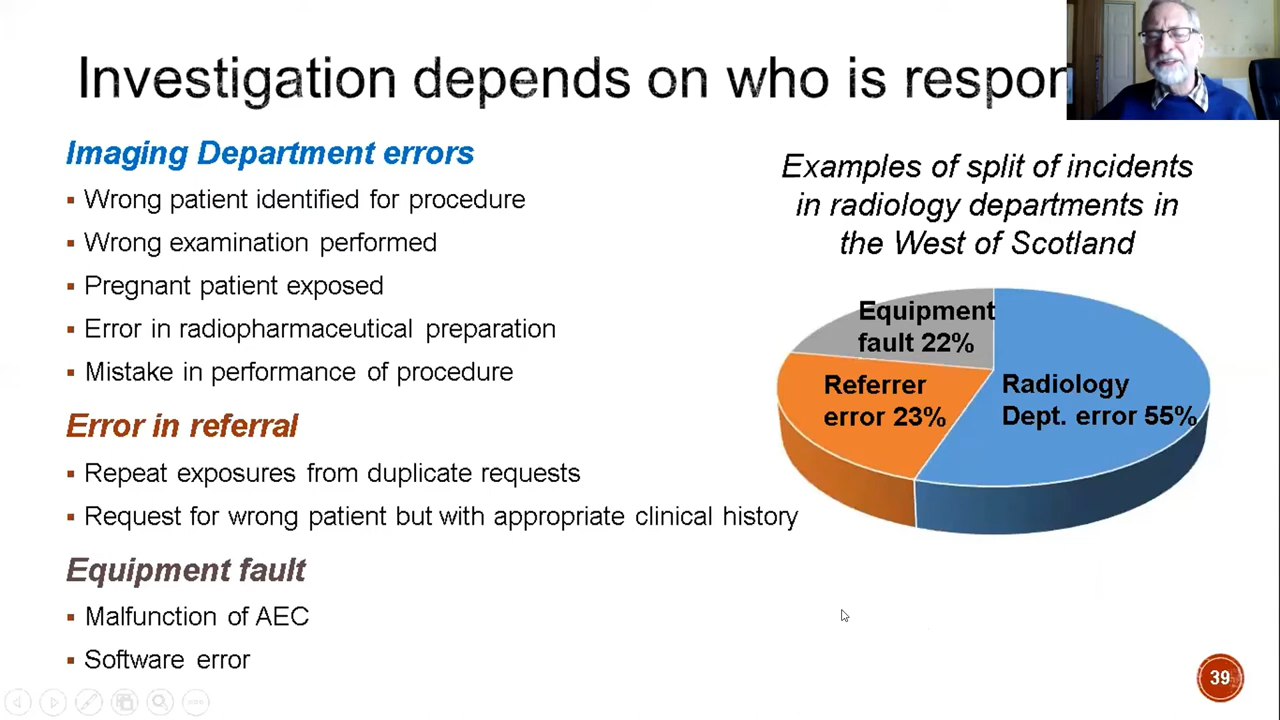 Investigation depends on who is respon
Imaging Department errors
▪ Wrong patient identified for procedure
▪ Wrong examination performed
▪ Pregnant patient exposed
▪ Error in radiopharmaceutical preparation
▪ Mistake in performance of procedure
Error in referral
▪ Repeat exposures from duplicate requests
▪ Request for wrong patient but with appropriate clinical history
Equipment fault
▪ Malfunction of AEC
▪ Software error
Examples of split of incidents
in radiology departments in
the West of Scotland
Equipment
fault 22%
Referrer
error 23%
Radiology
Dept. error 55%
39